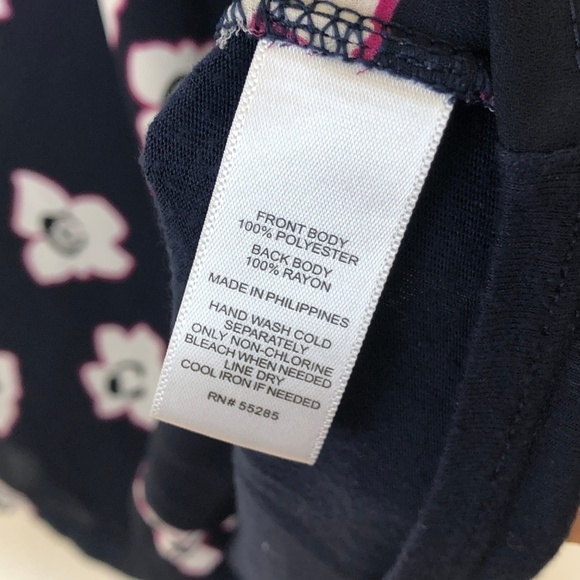 FRONT BODY
100% POLYESTER
BACK BODY
100% RAYON
MADE IN PHILIPPINES
HAND WASH COLD
SEPARATELY
ONLY NON-CHLORINE
BLEACH WHEN NEEDED
LINE DRY
COOL IRON IF NEEDED
RN# 55285